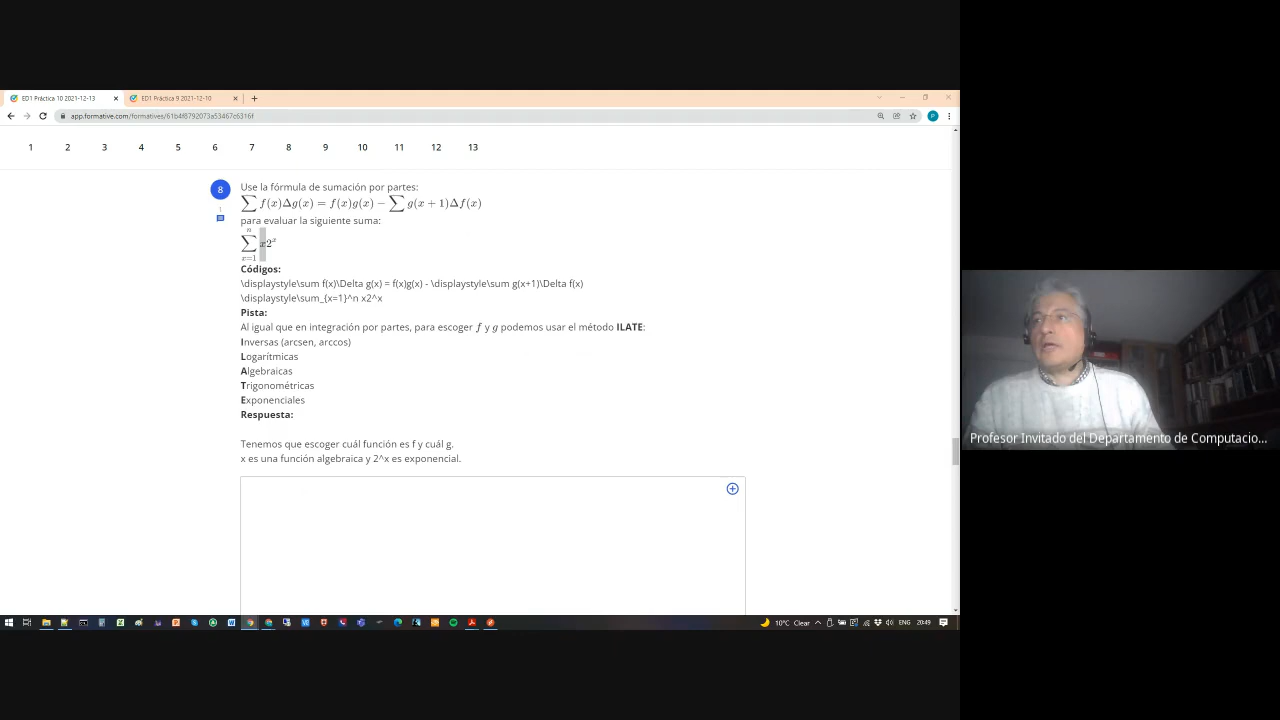 ED1 Práctica 10 2021-12-13
ED1 Práctica 9 2021-12-10
app.formative.com/formatives/61b4f8792073a53467c6316f
1 2 3 4 5 6 7 8 9 10 11 12 13
8
1
Use la fórmula de sumación por partes:
∑ f(x)Δg(x) = f(x)g(x) − ∑ g(x + 1)Δf(x)
para evaluar la siguiente suma:
n
∑ x2^x
x=1
Códigos:
\displaystyle\sum f(x)\Delta g(x) = f(x)g(x) - \displaystyle\sum g(x+1)\Delta f(x)
\displaystyle\sum_{x=1}^n x2^x
Pista:
Al igual que en integración por partes, para escoger f y g podemos usar el método ILATE:
Inversas (arcsen, arccos)
Logarítmicas
Algebraicas
Trigonométricas
Exponenciales
Respuesta:
Tenemos que escoger cuál función es f y cuál g.
x es una función algebraica y 2^x es exponencial.
Profesor Invitado del Departamento de Computacio...
10°C Clear
ENG
20:49